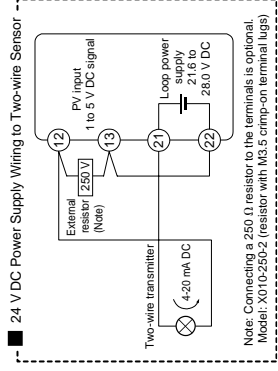 24 V DC Power Supply Wiring to Two-wire Sensor
PV input
1 to 5 V DC signal
Loop power
supply
21.6 to
28.0 V DC
12
13
21
22
250 V
External
resistor
(Note)
Two-wire transmitter
4-20 mA DC
Note: Connecting a 250 Ω resistor to the terminals is optional.
Model: X010-250-2 (resistor with M3.5 crimp-on terminal lugs)